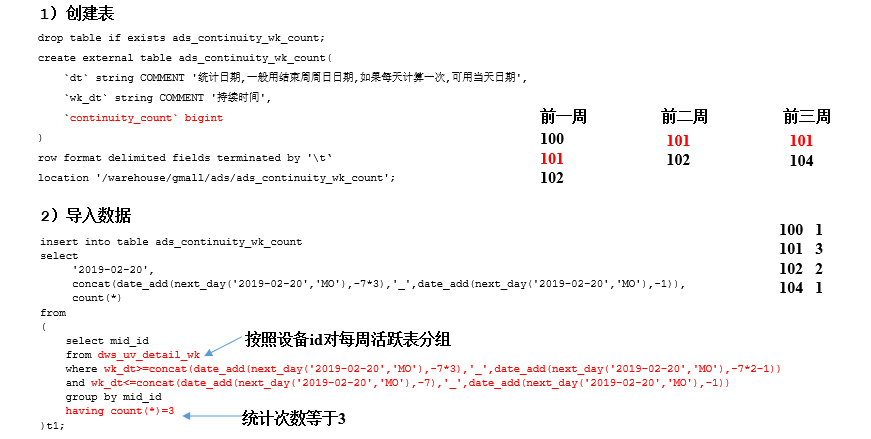 1）创建表
drop table if exists ads_continuity_wk_count;
create external table ads_continuity_wk_count(
`dt` string COMMENT '统计日期,一般用结束周周日日期,如果每天计算一次,可用当天日期',
`wk_dt` string COMMENT '持续时间',
`continuity_count` bigint
)
row format delimited fields terminated by '\t'
location '/warehouse/gmall/ads/ads_continuity_wk_count';
前一周 前二周 前三周
100 101 101
101 102 104
102
2）导入数据
insert into table ads_continuity_wk_count
select
'2019-02-20',
concat(date_add(next_day('2019-02-20','MO'),-7*3),'_',date_add(next_day('2019-02-20','MO'),-1)),
count(*)
from
(
select mid_id
from dws_uv_detail_wk
where wk_dt>=concat(date_add(next_day('2019-02-20','MO'),-7*3),'_',date_add(next_day('2019-02-20','MO'),-7*2-1))
and wk_dt<=concat(date_add(next_day('2019-02-20','MO'),-7),'_',date_add(next_day('2019-02-20','MO'),-1))
group by mid_id
having count(*)=3
)t1;
100 1
101 3
102 2
104 1
按照设备id对每周活跃表分组
统计次数等于3